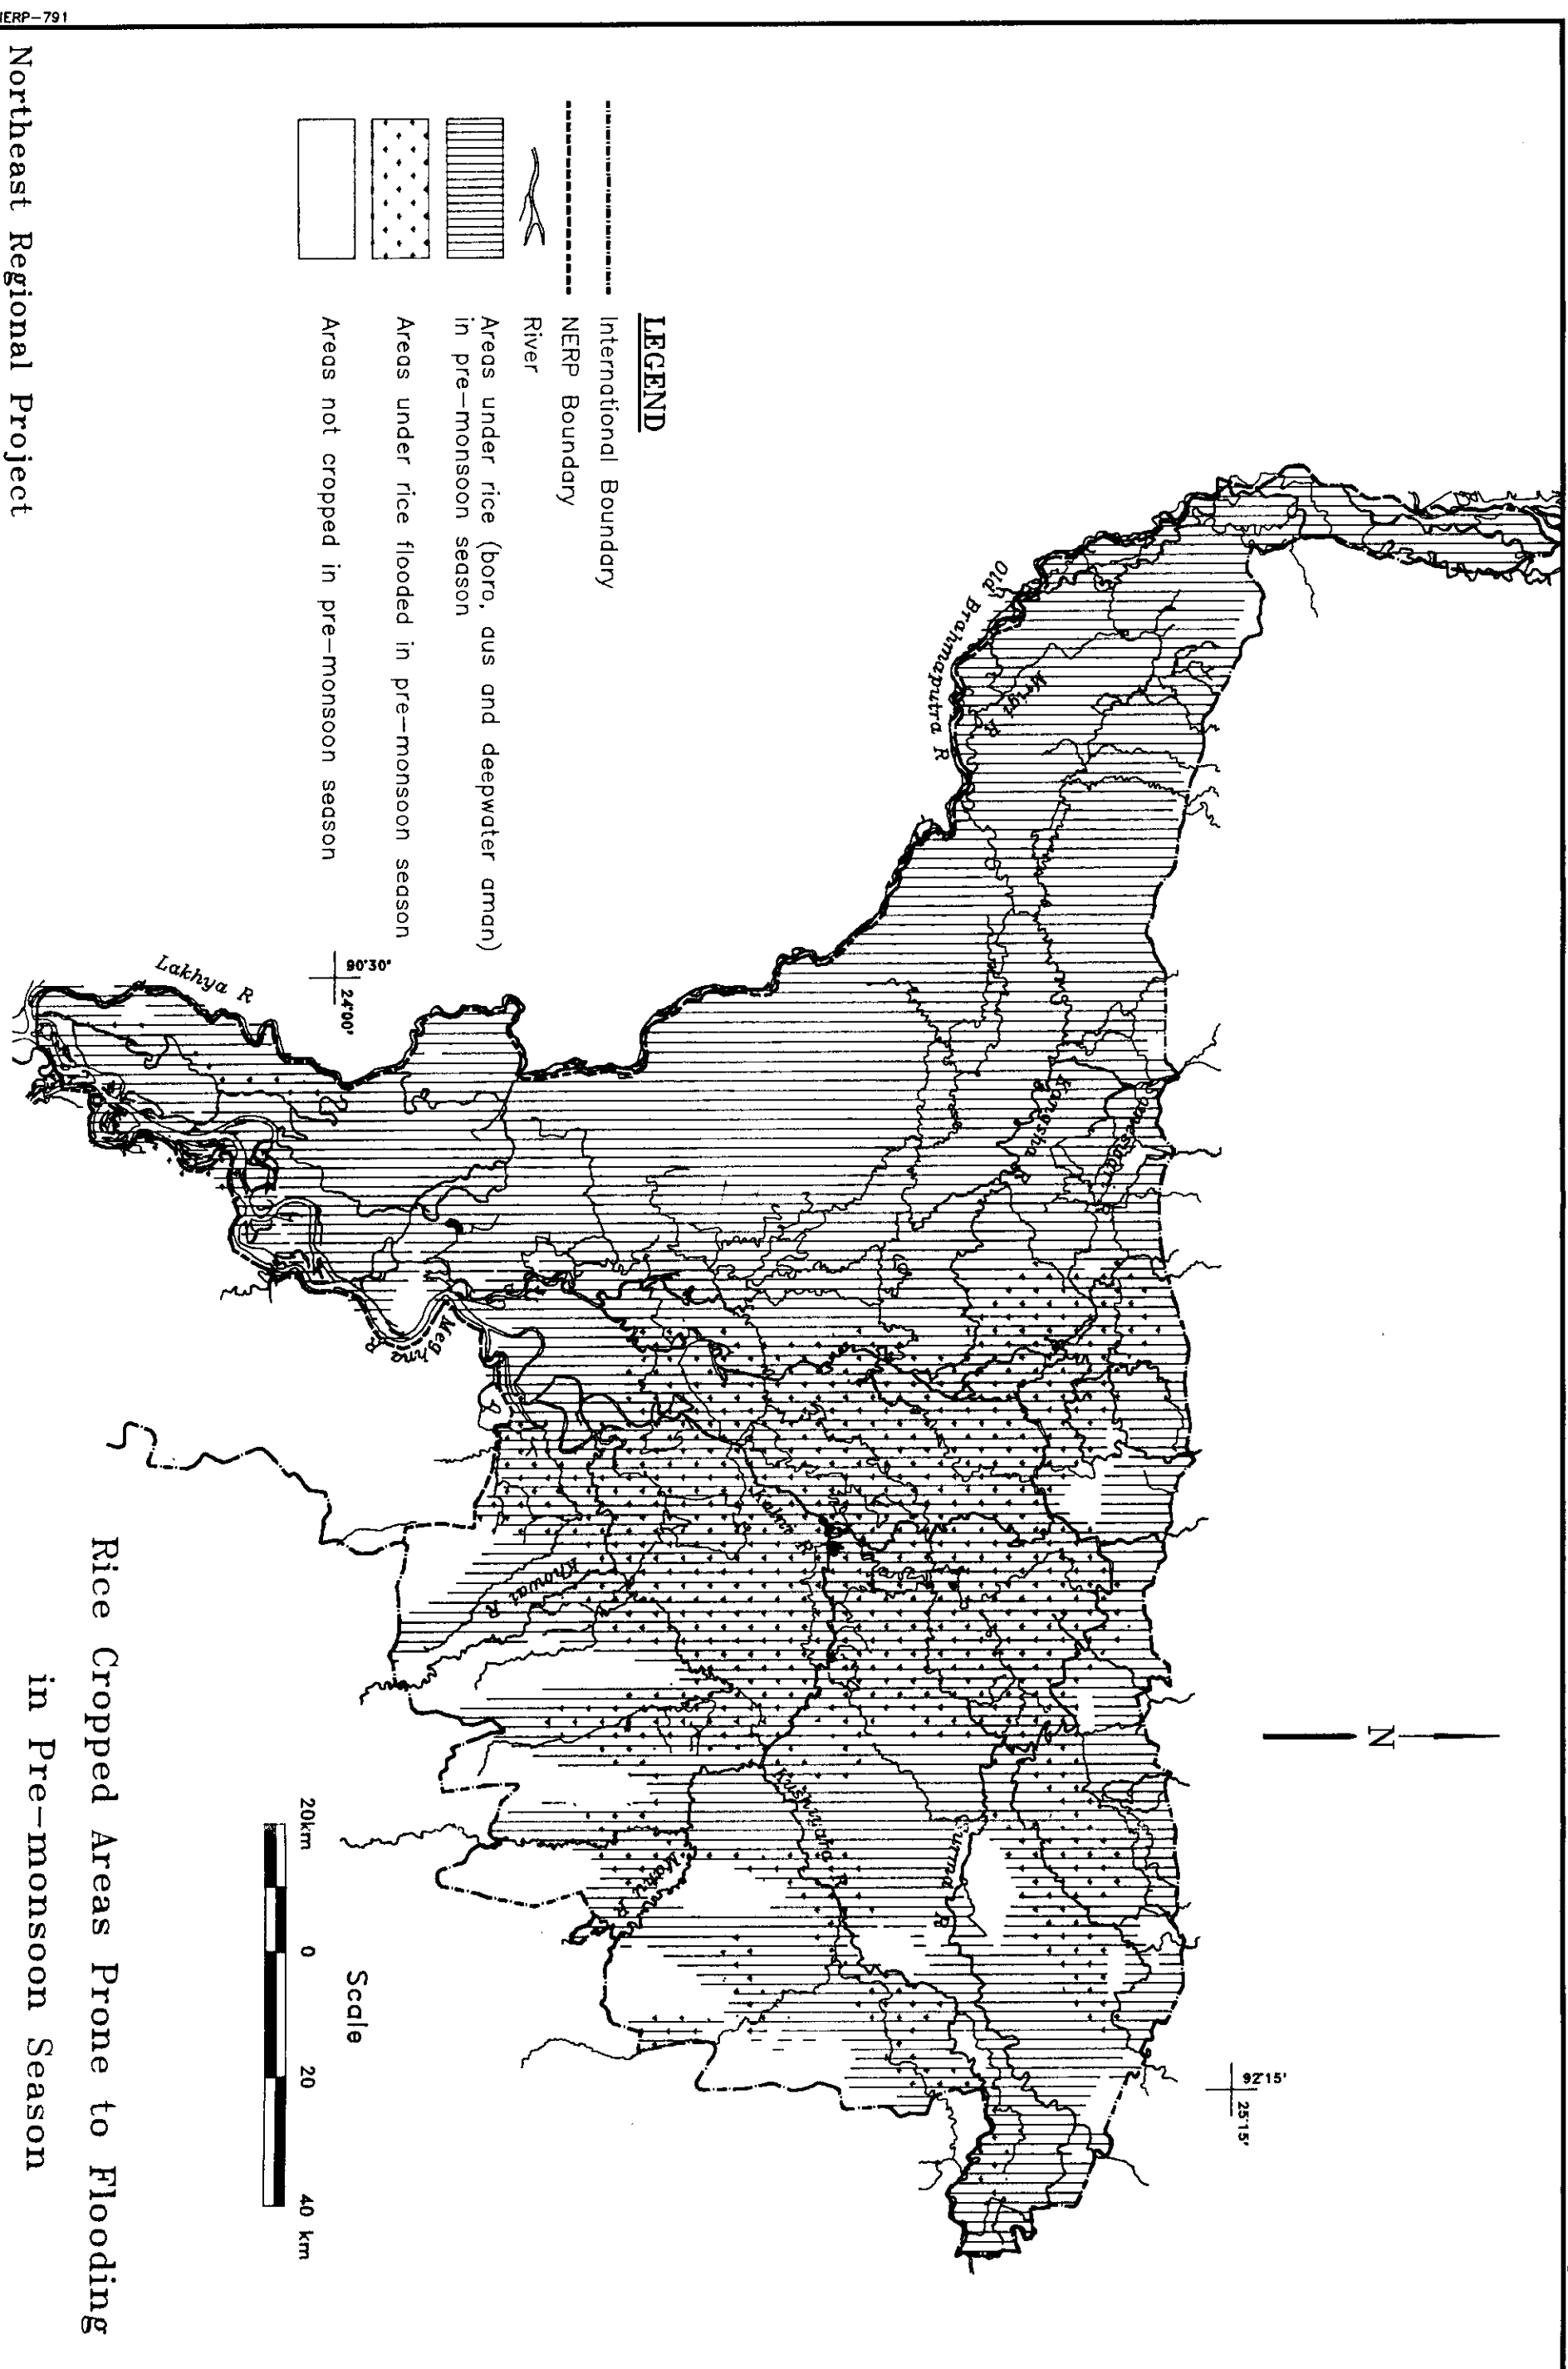 NERP-791
LEGEND
International Boundary
NERP Boundary
River
Areas under rice (boro, aus and deepwater aman)
in pre-monsoon season
Areas under rice flooded in pre-monsoon season
Areas not cropped in pre-monsoon season
Old Brahmaputra R
Kangsha R
Lakhya R
Meghna R
Khowai R
Kushiyara R
Surma R
Manu R
90°30'
24°00'
92°15'
25°15'
N
Scale
20km 0 20 40 km
Northeast Regional Project
Rice Cropped Areas Prone to Flooding
in Pre-monsoon Season